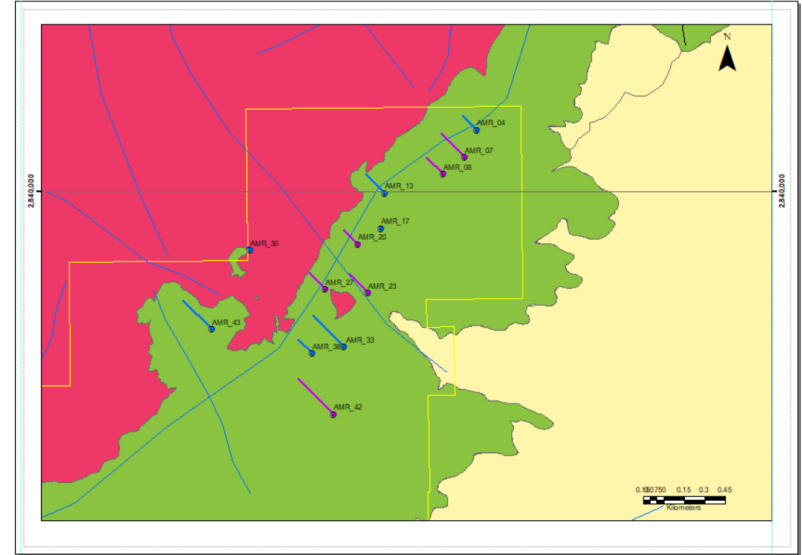 N
AMR_04
AMR_07
AMR_08
2,840,000
2,840,000
AMR_13
AMR_17
AMR_20
AMR_30
AMR_27
AMR_23
AMR_43
AMR_33
AMR_42
0.15 0.3 0.45
Kilometers